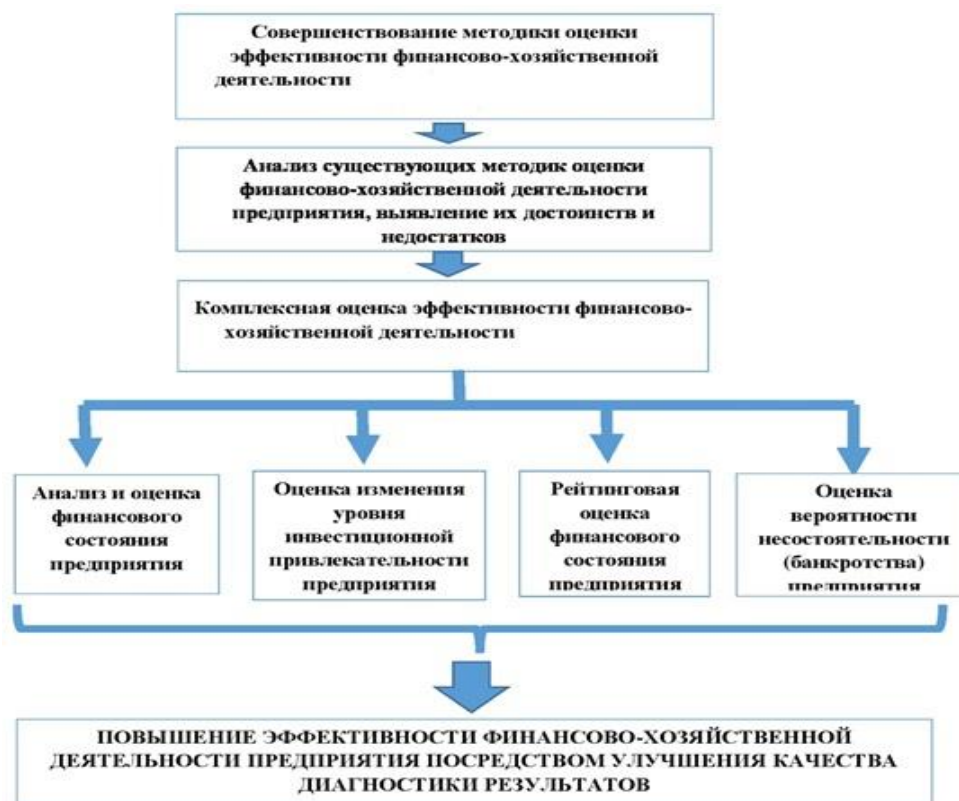 Совершенствование методики оценки
эффективности финансово-хозяйственной
деятельности
Анализ существующих методик оценки
финансово-хозяйственной деятельности
предприятия, выявление их достоинств и
недостатков
Комплексная оценка эффективности финансово-
хозяйственной деятельности
Анализ и оценка
финансового
состояния
предприятия
Оценка изменения
уровня
инвестиционной
привлекательности
предприятия
Рейтинговая
оценка
финансового
состояния
предприятия
Оценка
вероятности
несостоятельности
(банкротства)
предприятия
ПОВЫШЕНИЕ ЭФФЕКТИВНОСТИ ФИНАНСОВО-ХОЗЯЙСТВЕННОЙ
ДЕЯТЕЛЬНОСТИ ПРЕДПРИЯТИЯ ПОСРЕДСТВОМ УЛУЧШЕНИЯ КАЧЕСТВА
ДИАГНОСТИКИ РЕЗУЛЬТАТОВ